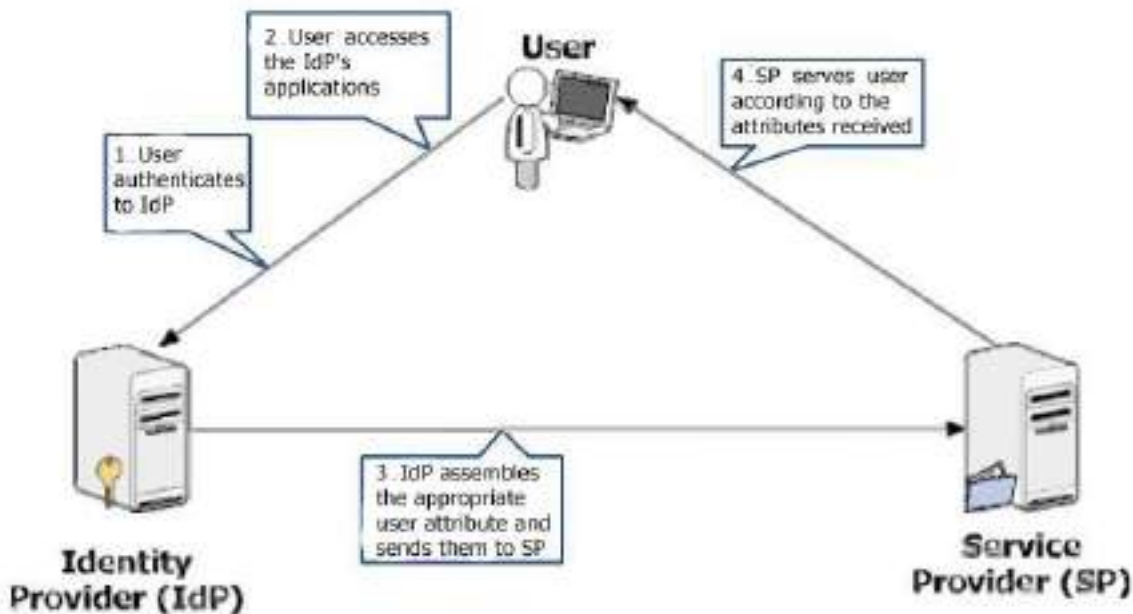 2. User accesses
the IdP's
applications
User
4. SP serves user
according to the
attributes received
1. User
authenticates
to IdP
3. IdP assembles
the appropriate
user attribute and
sends them to SP
Identity
Provider (IdP)
Service
Provider (SP)